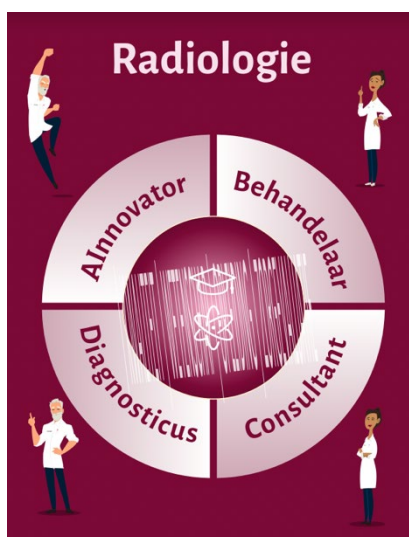 Radiologie
AInnovator
Behandelaar
Diagnosticus
Consultant